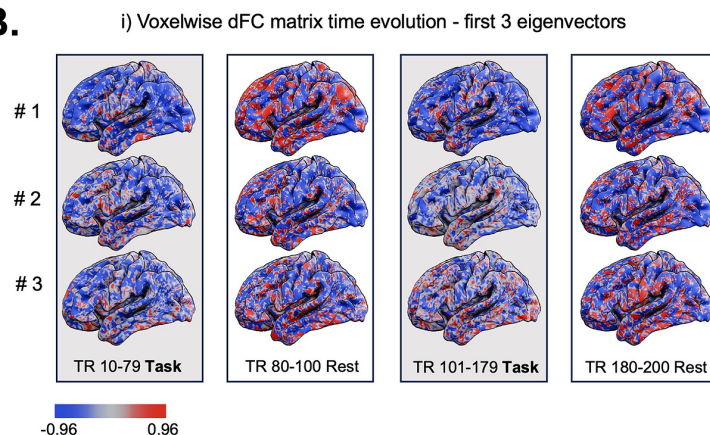 B.
i) Voxelwise dFC matrix time evolution - first 3 eigenvectors
# 1
# 2
# 3
TR 10-79 Task
TR 80-100 Rest
TR 101-179 Task
TR 180-200 Rest
-0.96
0.96